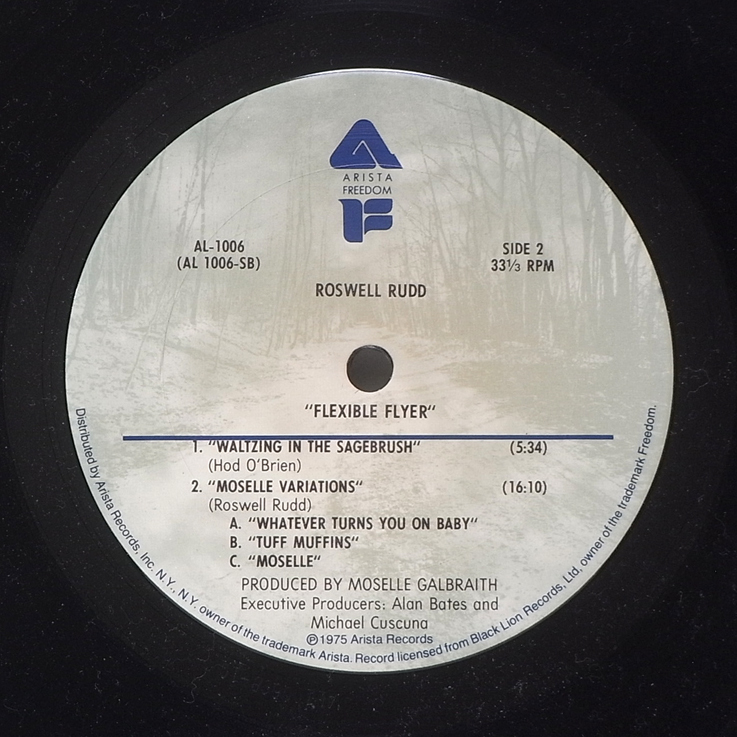 ARISTA
FREEDOM
AL-1006
(AL 1006-SB)
SIDE 2
33⅓ RPM
ROSWELL RUDD
"FLEXIBLE FLYER"
1. "WALTZING IN THE SAGEBRUSH" (5:34)
(Hod O'Brien)
2. "MOSELLE VARIATIONS" (16:10)
(Roswell Rudd)
A. "WHATEVER TURNS YOU ON BABY"
B. "TUFF MUFFINS"
C. "MOSELLE"
PRODUCED BY MOSELLE GALBRAITH
Executive Producers: Alan Bates and
Michael Cuscuna
℗1975 Arista Records
Distributed by Arista Records, Inc. N.Y., N.Y. owner of the trademark Arista. Record licensed from Black Lion Records, Ltd, owner of the trademark Freedom.